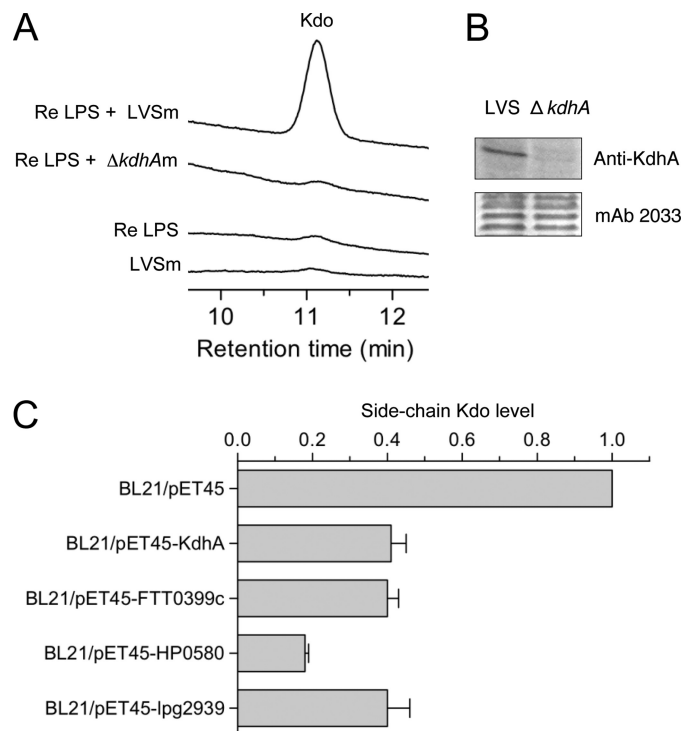 A
Kdo
Re LPS + LVSm
Re LPS + ΔkdhAm
Re LPS
LVSm
10 11 12
Retention time (min)
B
LVS Δ kdhA
Anti-KdhA
mAb 2033
C
Side-chain Kdo level
0.0 0.2 0.4 0.6 0.8 1.0
BL21/pET45
BL21/pET45-KdhA
BL21/pET45-FTT0399c
BL21/pET45-HP0580
BL21/pET45-lpg2939